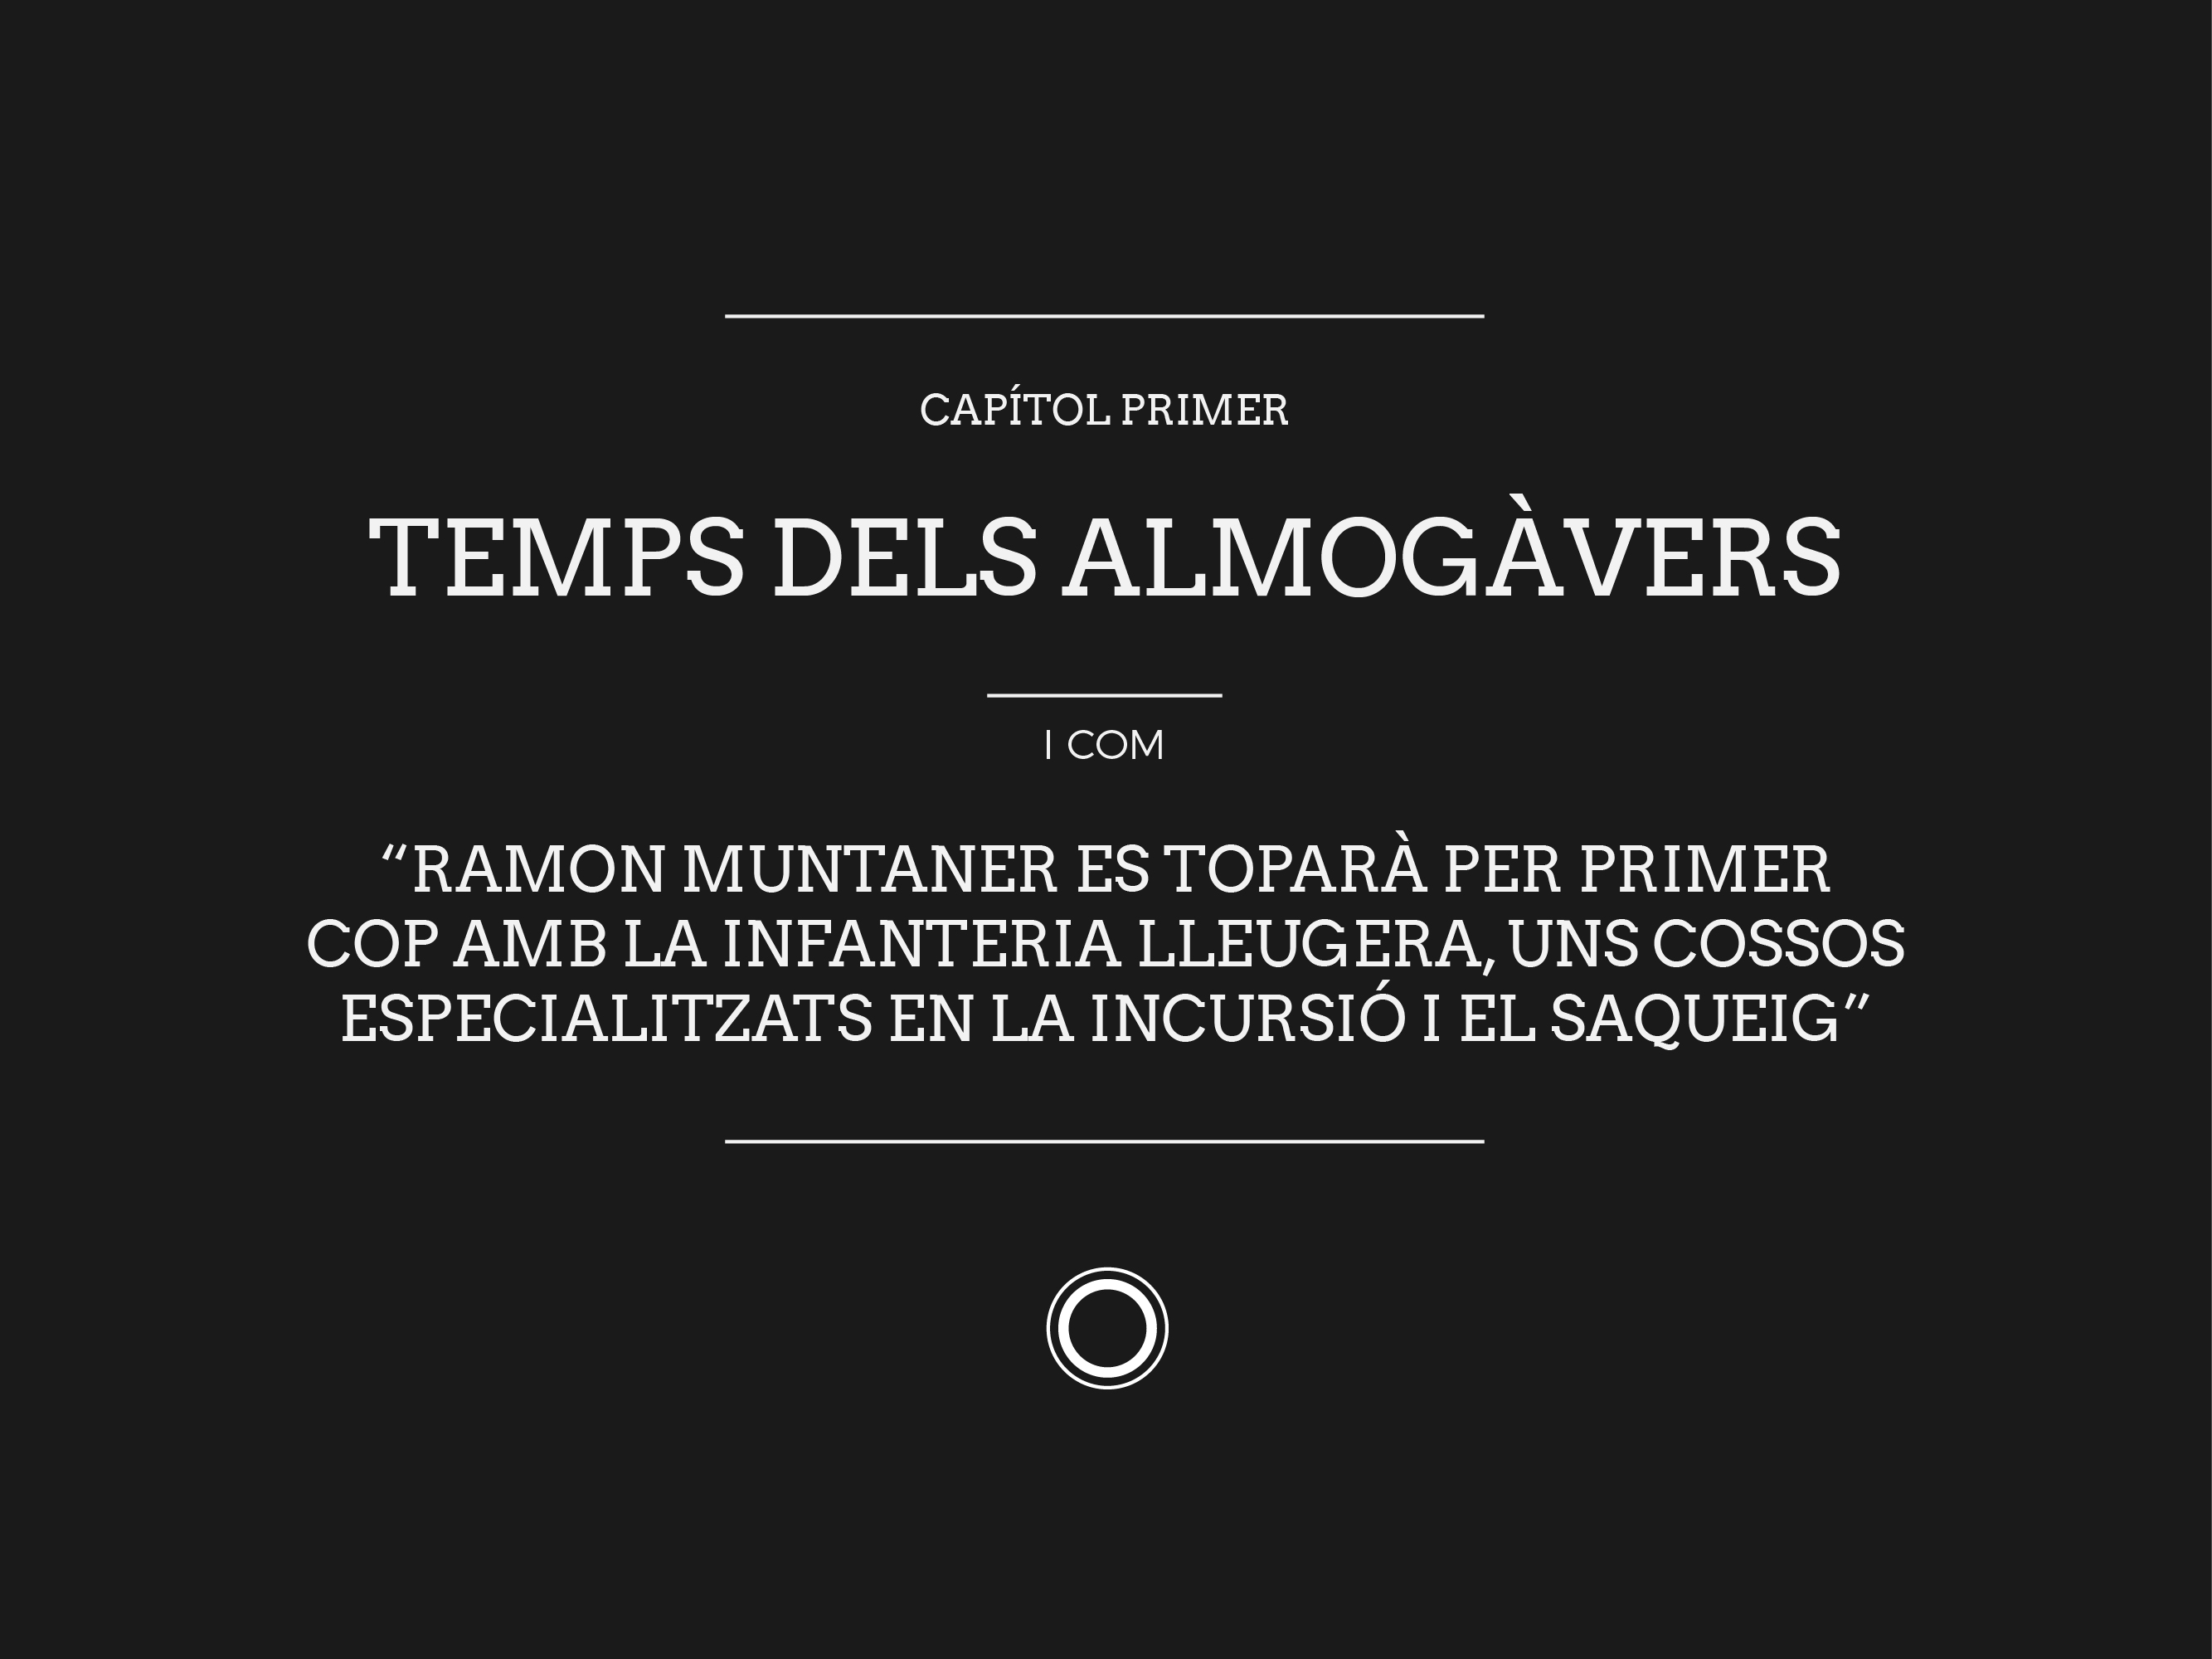 CAPÍTOL PRIMER
TEMPS DELS ALMOGÀVERS
I COM
“RAMON MUNTANER ES TOPARÀ PER PRIMER
COP AMB LA INFANTERIA LLEUGERA, UNS COSSOS
ESPECIALITZATS EN LA INCURSIÓ I EL SAQUEIG”